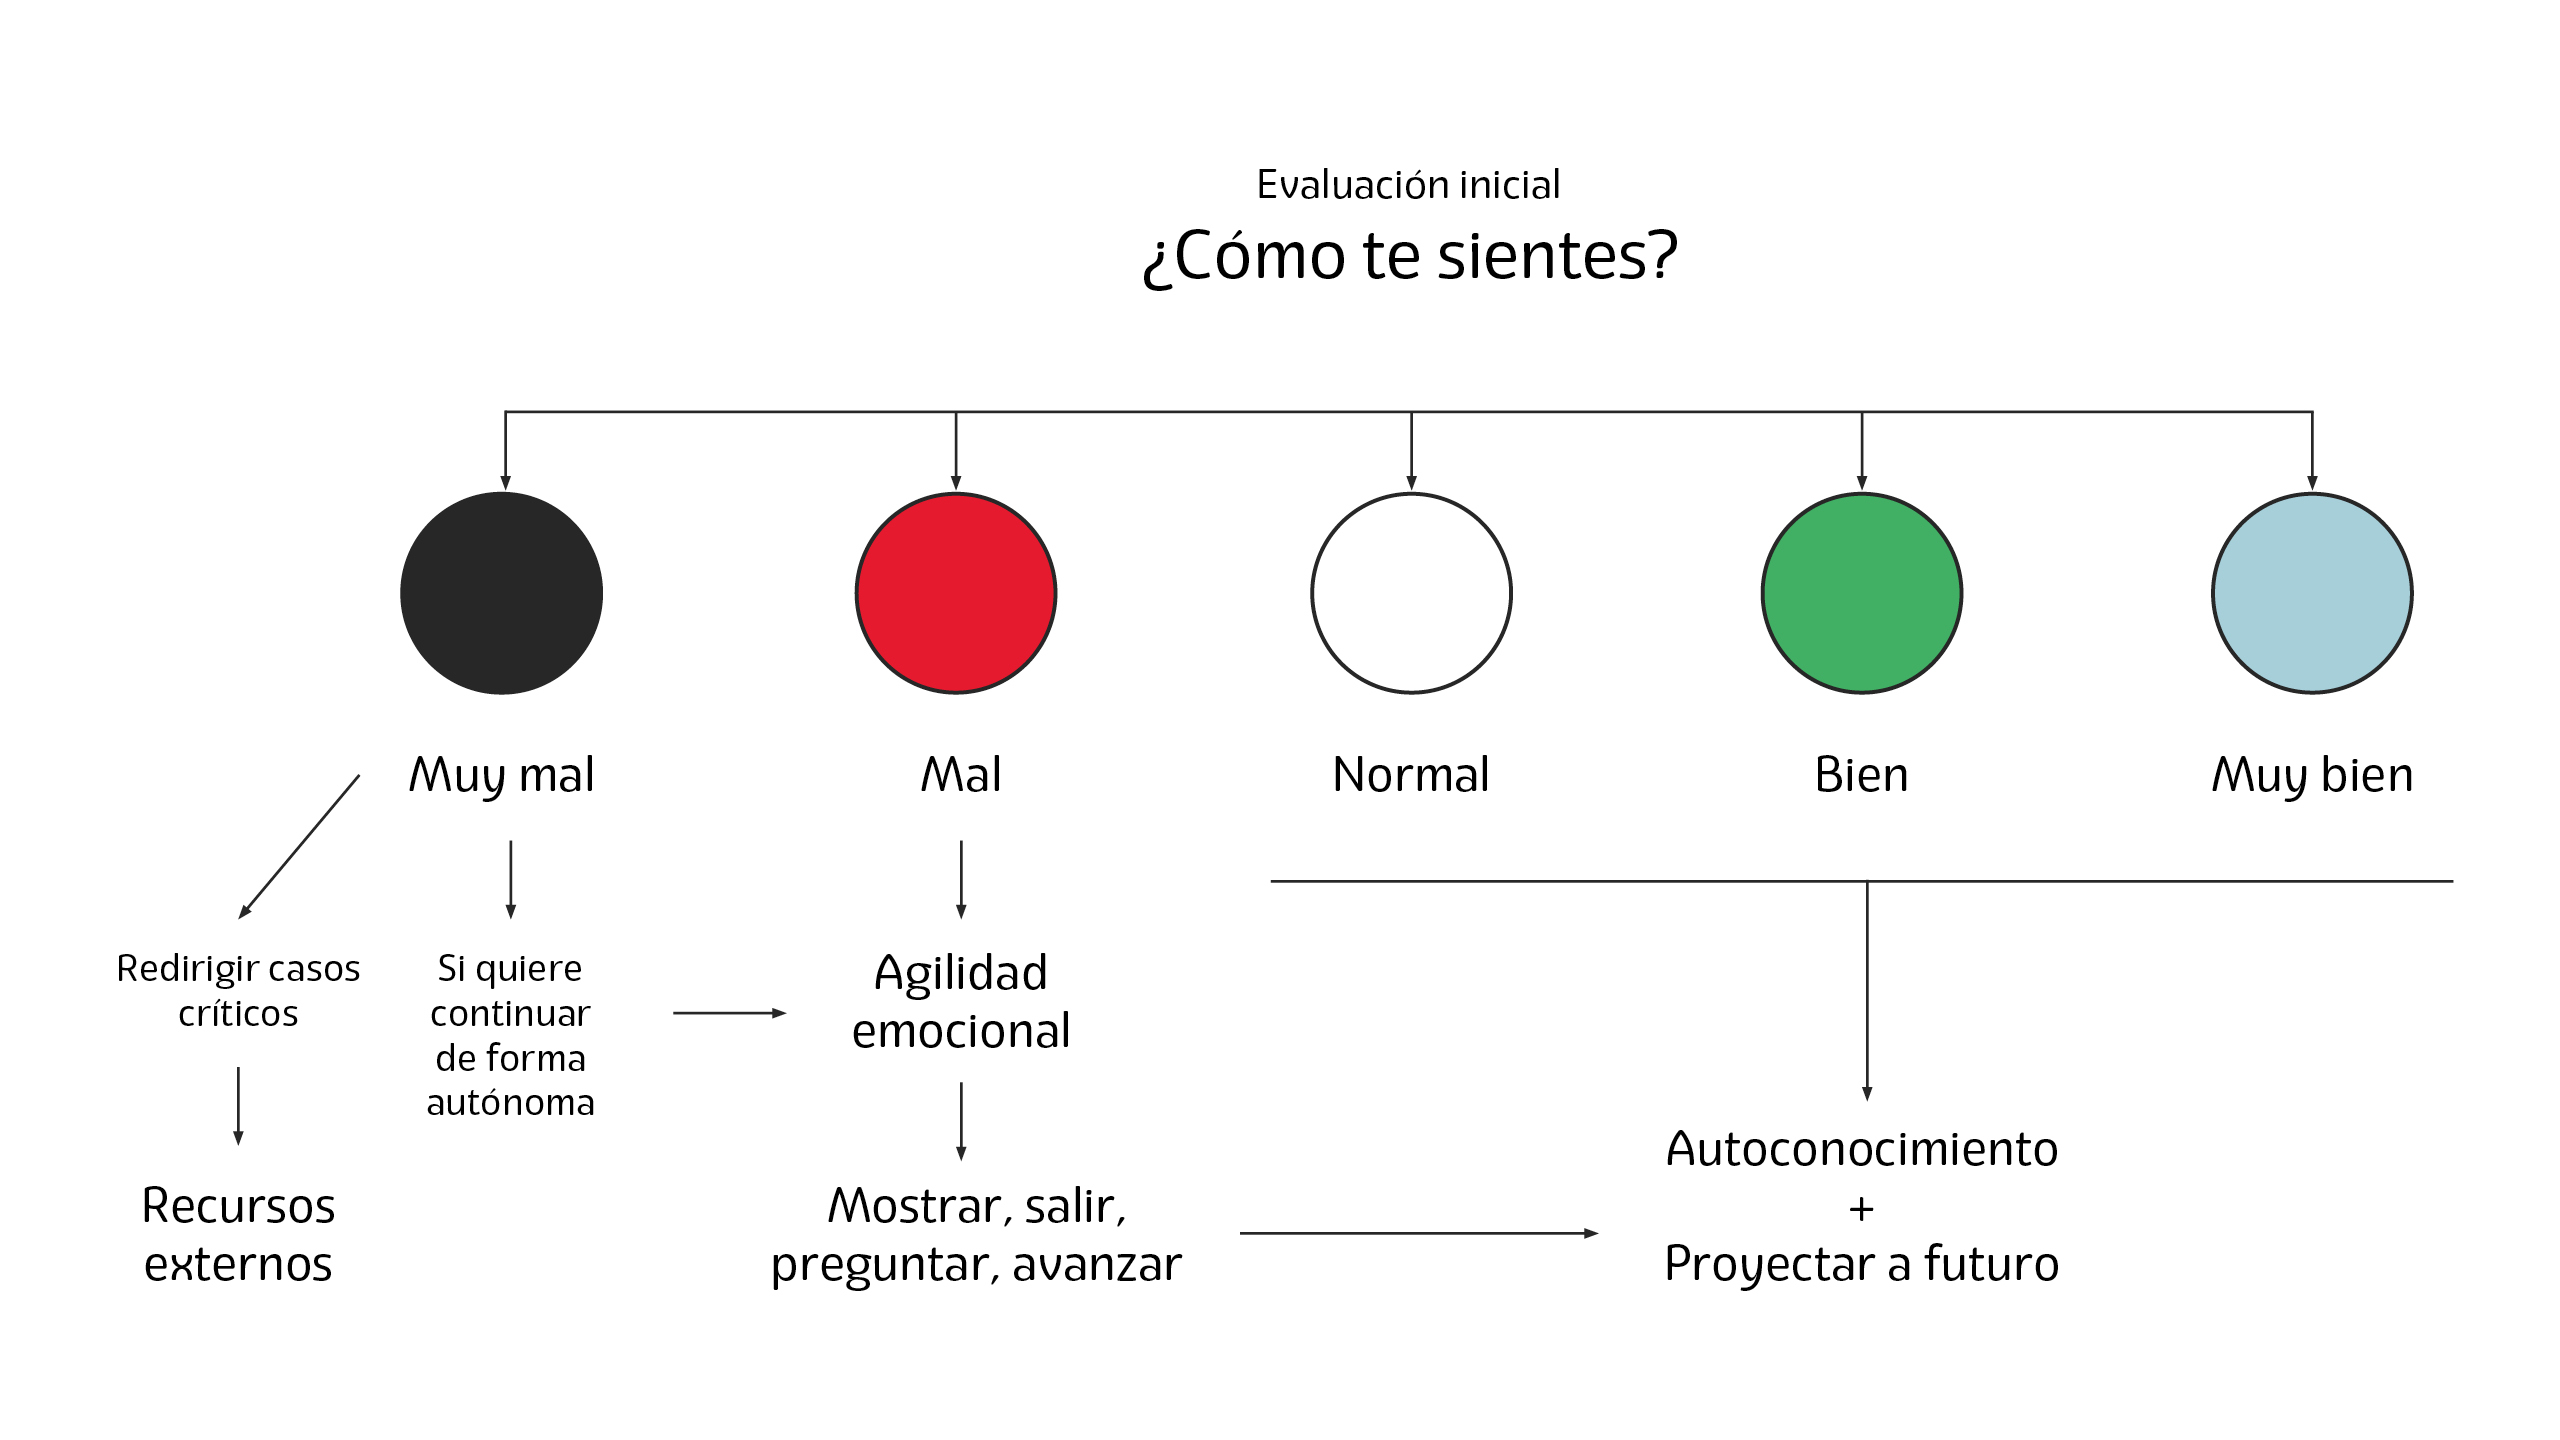 Evaluación inicial
¿Cómo te sientes?
Muy mal
Mal
Normal
Bien
Muy bien
Redirigir casos
críticos
Recursos
externos
Si quiere
continuar
de forma
autónoma
Agilidad
emocional
Mostrar, salir,
preguntar, avanzar
Autoconocimiento
+
Proyectar a futuro